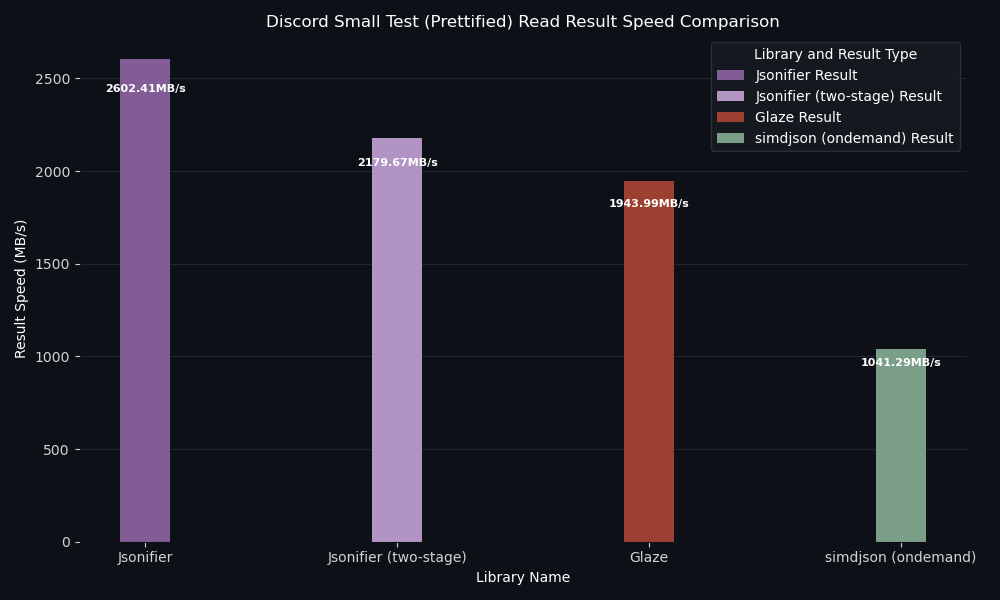 Discord Small Test (Prettified) Read Result Speed Comparison
Library and Result Type
Jsonifier Result
Jsonifier (two-stage) Result
Glaze Result
simdjson (ondemand) Result
2602.41MB/s
2179.67MB/s
1943.99MB/s
1041.29MB/s
Result Speed (MB/s)
2500
2000
1500
1000
500
0
Jsonifier
Jsonifier (two-stage)
Glaze
simdjson (ondemand)
Library Name